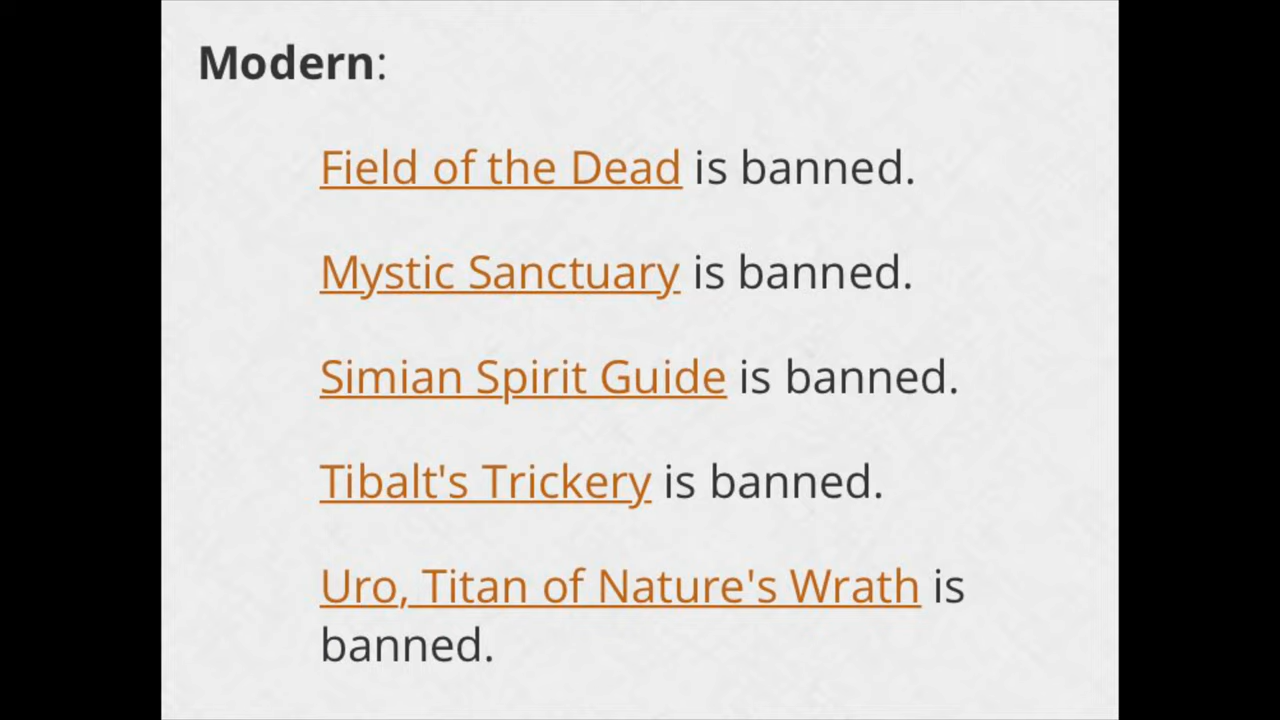 Modern:
Field of the Dead is banned.
Mystic Sanctuary is banned.
Simian Spirit Guide is banned.
Tibalt's Trickery is banned.
Uro, Titan of Nature's Wrath is
banned.